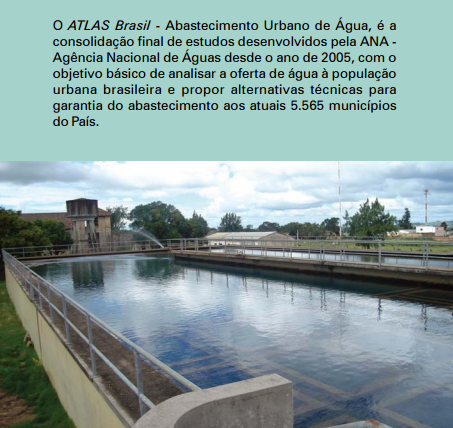 O ATLAS Brasil - Abastecimento Urbano de Água, é a
consolidação final de estudos desenvolvidos pela ANA -
Agência Nacional de Águas desde o ano de 2005, com o
objetivo básico de analisar a oferta de água à população
urbana brasileira e propor alternativas técnicas para
garantia do abastecimento aos atuais 5.565 municípios
do País.